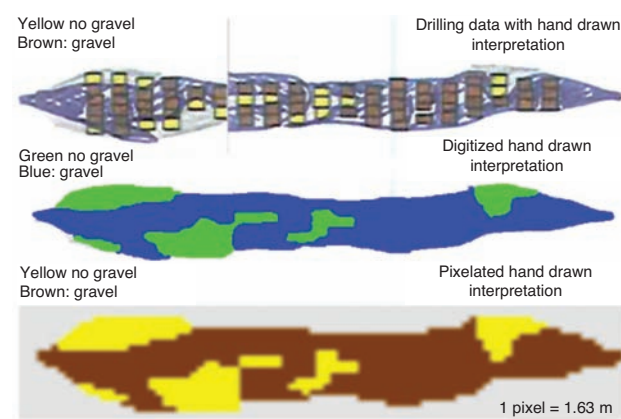 Yellow no gravel
Brown: gravel
Drilling data with hand drawn
interpretation
Green no gravel
Blue: gravel
Digitized hand drawn
interpretation
Yellow no gravel
Brown: gravel
Pixelated hand drawn
interpretation
1 pixel = 1.63 m